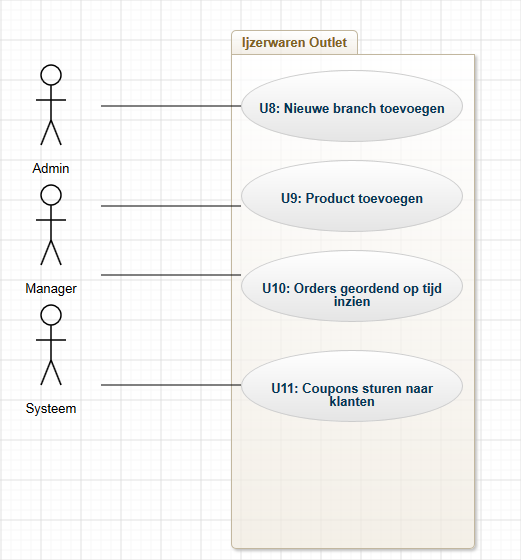 Ijzerwaren Outlet
U8: Nieuwe branch toevoegen
Admin
U9: Product toevoegen
Manager
U10: Orders geordend op tijd
inzien
U11: Coupons sturen naar
klanten
Systeem